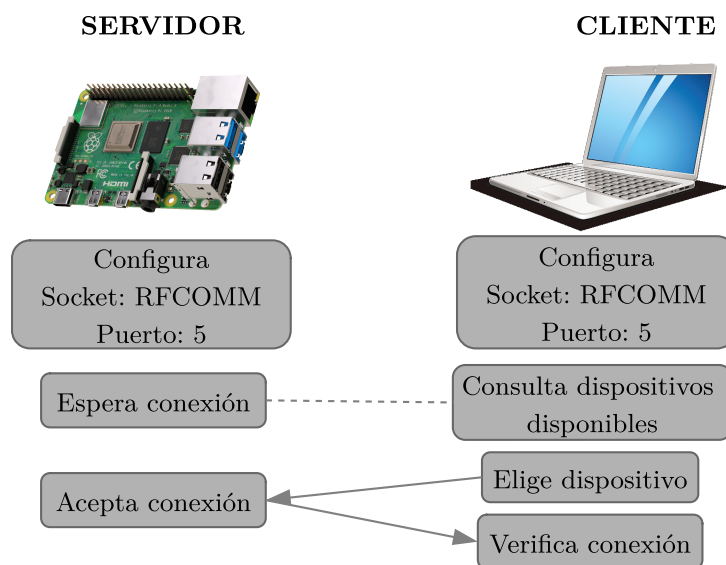 SERVIDOR
CLIENTE
HDMI
Configura
Socket: RFCOMM
Puerto: 5
Configura
Socket: RFCOMM
Puerto: 5
Espera conexión
Consulta dispositivos
disponibles
Acepta conexión
Elige dispositivo
Verifica conexión